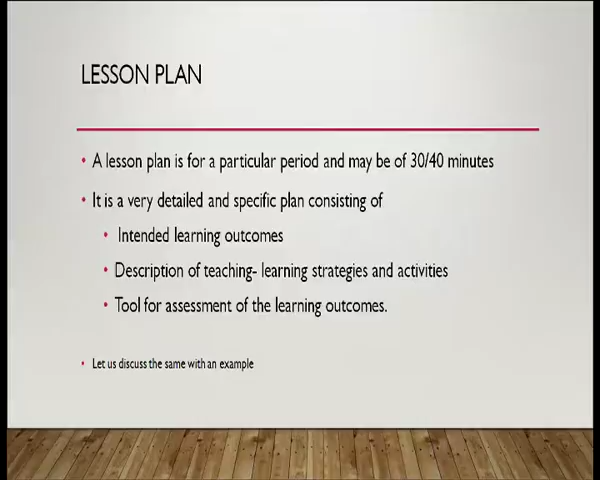 LESSON PLAN
• A lesson plan is for a particular period and may be of 30/40 minutes
• It is a very detailed and specific plan consisting of
• Intended learning outcomes
• Description of teaching- learning strategies and activities
• Tool for assessment of the learning outcomes.
• Let us discuss the same with an example